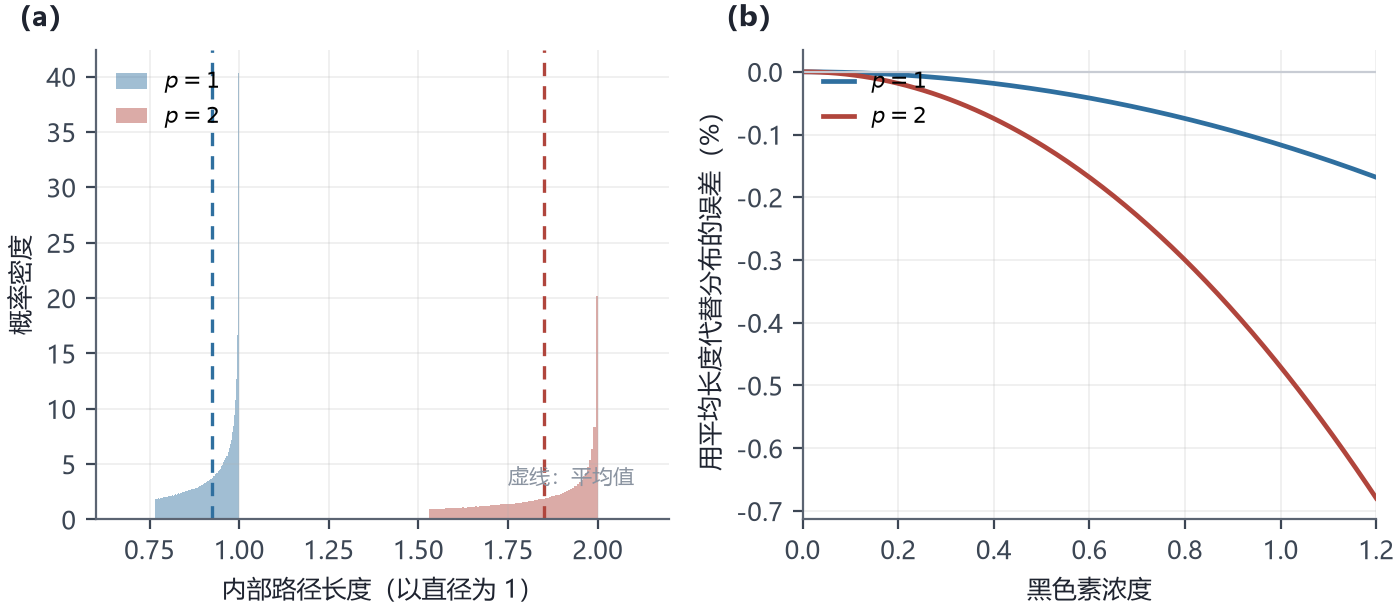 (a)
p = 1
p = 2
40
35
30
25
20
15
10
5
0
概率密度
虚线：平均值
0.75 1.00 1.25 1.50 1.75 2.00
内部路径长度（以直径为 1）
(b)
p = 1
p = 2
0.0
-0.1
-0.2
-0.3
-0.4
-0.5
-0.6
-0.7
用平均长度代替分布的误差（%）
0.0 0.2 0.4 0.6 0.8 1.0 1.2
黑色素浓度